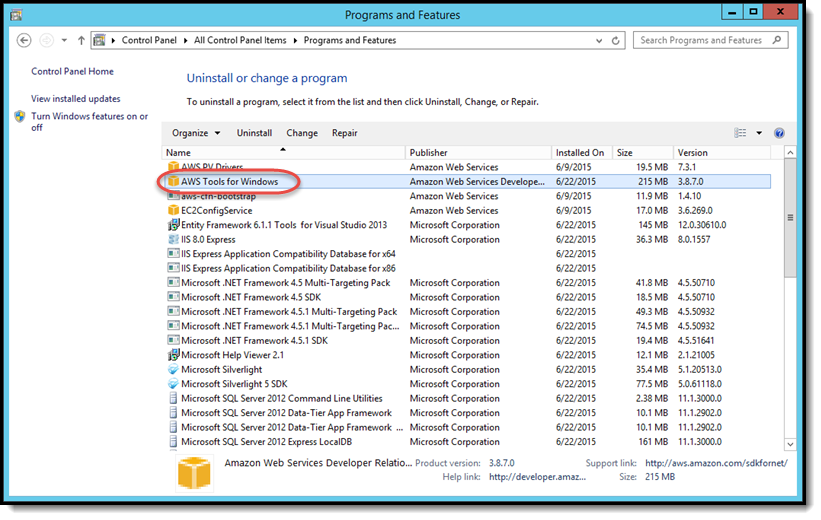 Programs and Features
Control Panel All Control Panel Items Programs and Features Search Programs and Features
Control Panel Home
View installed updates
Turn Windows features on or
off
Uninstall or change a program
To uninstall a program, select it from the list and then click Uninstall, Change, or Repair.
Organize Uninstall Change Repair
Name Publisher Installed On Size Version
AWS PV Drivers Amazon Web Services 6/9/2015 19.5 MB 7.3.1
AWS Tools for Windows Amazon Web Services Develope... 6/22/2015 215 MB 3.8.7.0
aws-cfn-bootstrap Amazon Web Services 6/9/2015 11.9 MB 1.4.10
EC2ConfigService Amazon Web Services 6/9/2015 17.0 MB 3.6.269.0
Entity Framework 6.1.1 Tools for Visual Studio 2013 Microsoft Corporation 6/22/2015 145 MB 12.0.30610.0
IIS 8.0 Express Microsoft Corporation 6/22/2015 36.3 MB 8.0.1557
IIS Express Application Compatibility Database for x64 6/22/2015
IIS Express Application Compatibility Database for x86 6/22/2015
Microsoft .NET Framework 4.5 Multi-Targeting Pack Microsoft Corporation 6/22/2015 41.8 MB 4.5.50710
Microsoft .NET Framework 4.5 SDK Microsoft Corporation 6/22/2015 18.5 MB 4.5.50710
Microsoft .NET Framework 4.5.1 Multi-Targeting Pack Microsoft Corporation 6/22/2015 49.3 MB 4.5.50932
Microsoft .NET Framework 4.5.1 Multi-Targeting Pac... Microsoft Corporation 6/22/2015 74.5 MB 4.5.50932
Microsoft .NET Framework 4.5.1 SDK Microsoft Corporation 6/22/2015 19.4 MB 4.5.51641
Microsoft Help Viewer 2.1 Microsoft Corporation 6/22/2015 12.1 MB 2.1.21005
Microsoft Silverlight Microsoft Corporation 6/22/2015 35.4 MB 5.1.20513.0
Microsoft Silverlight 5 SDK Microsoft Corporation 6/22/2015 77.5 MB 5.0.61118.0
Microsoft SQL Server 2012 Command Line Utilities Microsoft Corporation 6/22/2015 2.38 MB 11.1.3000.0
Microsoft SQL Server 2012 Data-Tier App Framework Microsoft Corporation 6/22/2015 10.1 MB 11.1.2902.0
Microsoft SQL Server 2012 Data-Tier App Framework ... Microsoft Corporation 6/22/2015 10.1 MB 11.1.2902.0
Microsoft SQL Server 2012 Express LocalDB Microsoft Corporation 6/22/2015 161 MB 11.1.3000.0
Amazon Web Services Developer Relatio... Product version: 3.8.7.0 Support link: http://aws.amazon.com/sdkfornet/
Help link: http://developer.amaz... Size: 215 MB